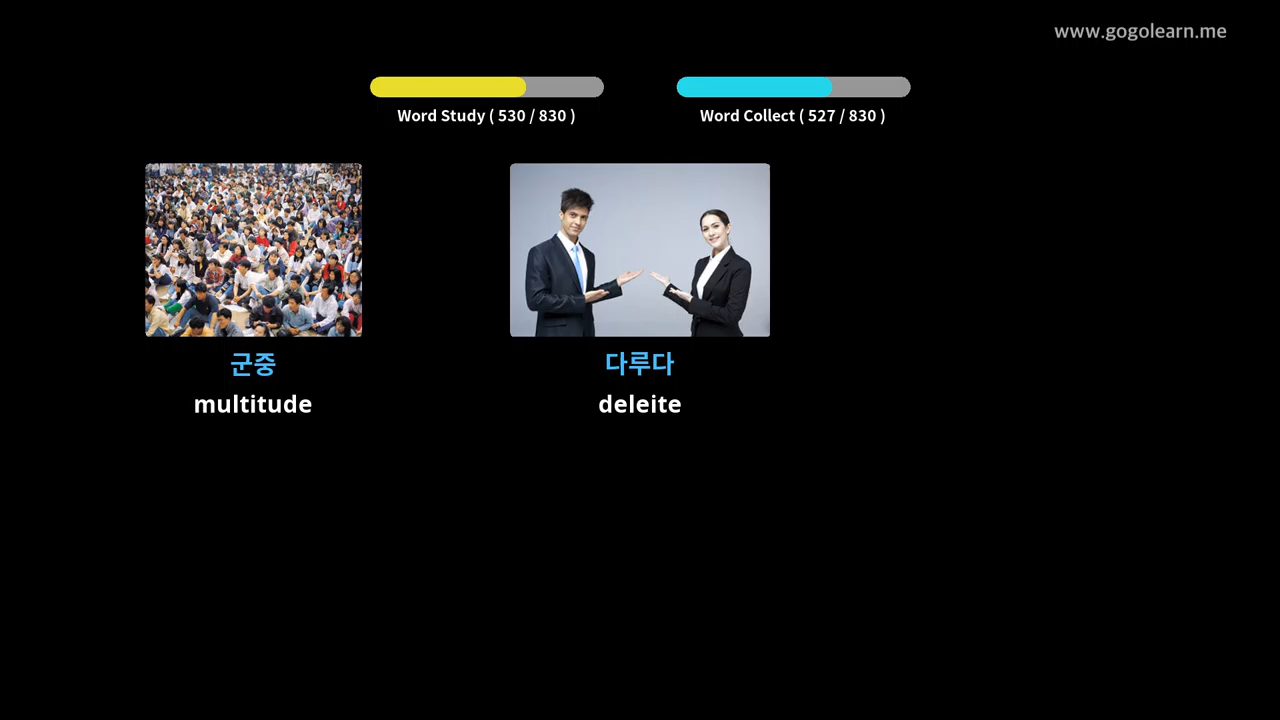 www.gogolearn.me
Word Study ( 530 / 830 )
Word Collect ( 527 / 830 )
군중
multitude
다루다
deleite